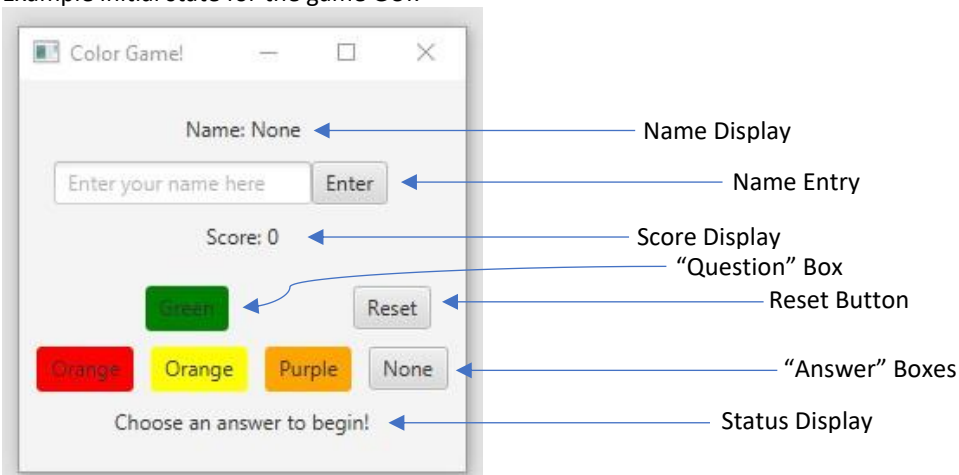 Example initial state for the game GUI:
Color Game!
Name: None
Name Display
Enter your name here
Enter
Name Entry
Score: 0
Score Display
“Question” Box
Green
Reset
Reset Button
Orange
Orange
Purple
None
“Answer” Boxes
Choose an answer to begin!
Status Display